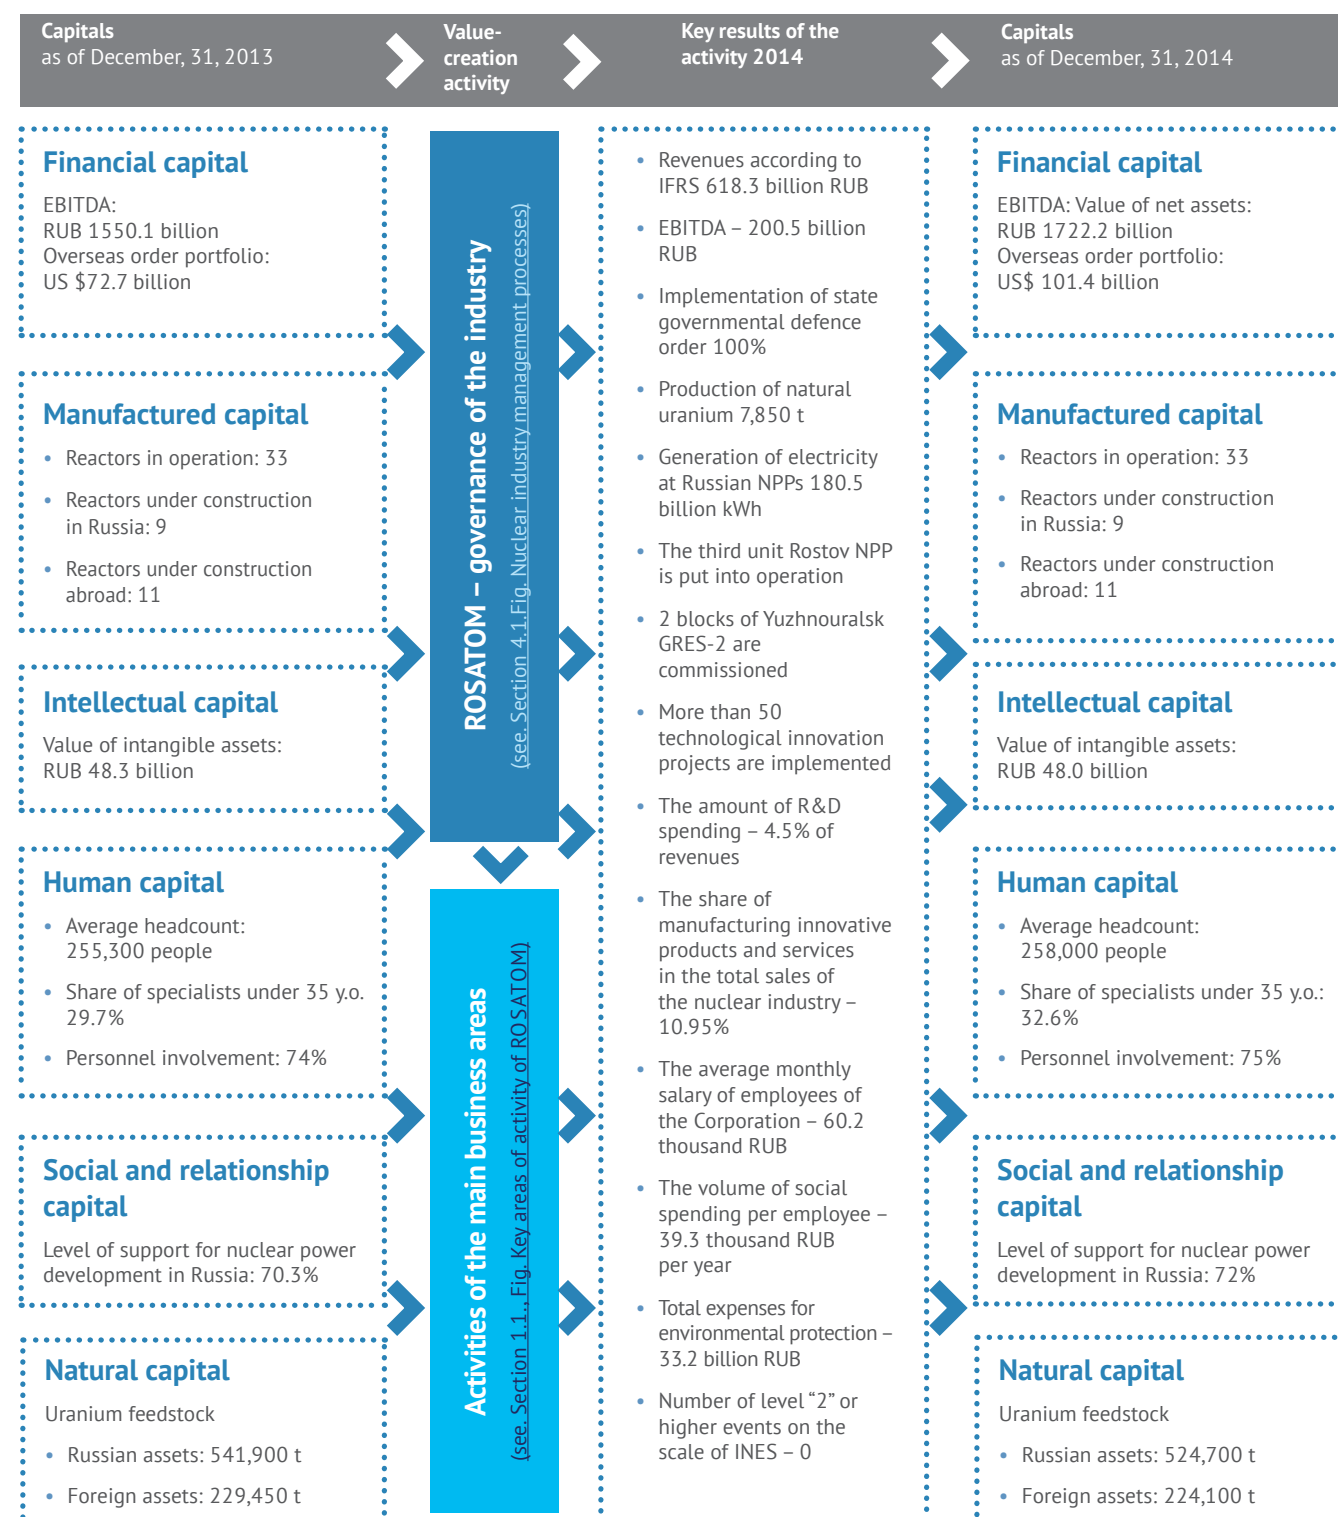 Capitals
as of December, 31, 2013
Value-
creation
activity
Key results of the
activity 2014
Capitals
as of December, 31, 2014
Financial capital
EBITDA:
RUB 1550.1 billion
Overseas order portfolio:
US $72.7 billion
Manufactured capital
• Reactors in operation: 33
• Reactors under construction
in Russia: 9
• Reactors under construction
abroad: 11
Intellectual capital
Value of intangible assets:
RUB 48.3 billion
Human capital
• Average headcount:
255,300 people
• Share of specialists under 35 y.o.
29.7%
• Personnel involvement: 74%
Social and relationship
capital
Level of support for nuclear power
development in Russia: 70.3%
Natural capital
Uranium feedstock
• Russian assets: 541,900 t
• Foreign assets: 229,450 t
ROSATOM – governance of the industry
(see. Section 4.1.Fig. Nuclear industry management processes)
Activities of the main business areas
(see. Section 1.1., Fig. Key areas of activity of ROSATOM)
• Revenues according to
IFRS 618.3 billion RUB
• EBITDA – 200.5 billion
RUB
• Implementation of state
governmental defence
order 100%
• Production of natural
uranium 7,850 t
• Generation of electricity
at Russian NPPs 180.5
billion kWh
• The third unit Rostov NPP
is put into operation
• 2 blocks of Yuzhnouralsk
GRES-2 are
commissioned
• More than 50
technological innovation
projects are implemented
• The amount of R&D
spending – 4.5% of
revenues
• The share of
manufacturing innovative
products and services
in the total sales of
the nuclear industry –
10.95%
• The average monthly
salary of employees of
the Corporation – 60.2
thousand RUB
• The volume of social
spending per employee –
39.3 thousand RUB
per year
• Total expenses for
environmental protection –
33.2 billion RUB
• Number of level “2” or
higher events on the
scale of INES – 0
Financial capital
EBITDA: Value of net assets:
RUB 1722.2 billion
Overseas order portfolio:
US$ 101.4 billion
Manufactured capital
• Reactors in operation: 33
• Reactors under construction
in Russia: 9
• Reactors under construction
abroad: 11
Intellectual capital
Value of intangible assets:
RUB 48.0 billion
Human capital
• Average headcount:
258,000 people
• Share of specialists under 35 y.o.:
32.6%
• Personnel involvement: 75%
Social and relationship
capital
Level of support for nuclear power
development in Russia: 72%
Natural capital
Uranium feedstock
• Russian assets: 524,700 t
• Foreign assets: 224,100 t